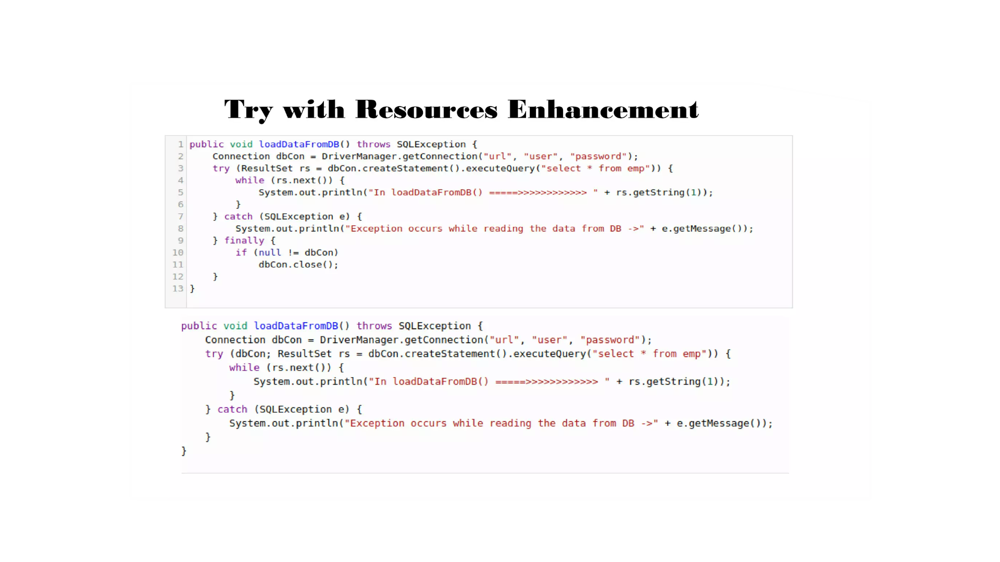 Try with Resources Enhancement
1 public void loadDataFromDB() throws SQLException {
2     Connection dbCon = DriverManager.getConnection("url", "user", "password");
3     try (ResultSet rs = dbCon.createStatement().executeQuery("select * from emp")) {
4         while (rs.next()) {
5             System.out.println("In loadDataFromDB() =====>>>>>>>>>>>> " + rs.getString(1));
6         }
7     } catch (SQLException e) {
8         System.out.println("Exception occurs while reading the data from DB ->" + e.getMessage());
9     } finally {
10         if (null != dbCon)
11             dbCon.close();
12     }
13 }
public void loadDataFromDB() throws SQLException {
    Connection dbCon = DriverManager.getConnection("url", "user", "password");
    try (dbCon; ResultSet rs = dbCon.createStatement().executeQuery("select * from emp")) {
        while (rs.next()) {
            System.out.println("In loadDataFromDB() =====>>>>>>>>>>>> " + rs.getString(1));
        }
    } catch (SQLException e) {
        System.out.println("Exception occurs while reading the data from DB ->" + e.getMessage());
    }
}